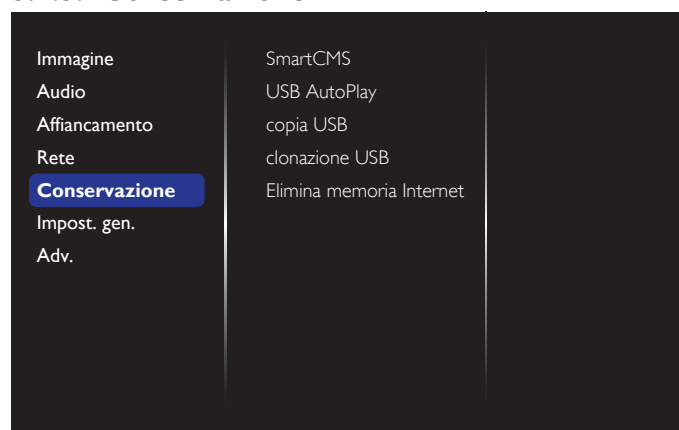 Immagine
Audio
Affiancamento
Rete
Conservazione
Impost. gen.
Adv.
SmartCMS
USB AutoPlay
copia USB
clonazione USB
Elimina memoria Internet